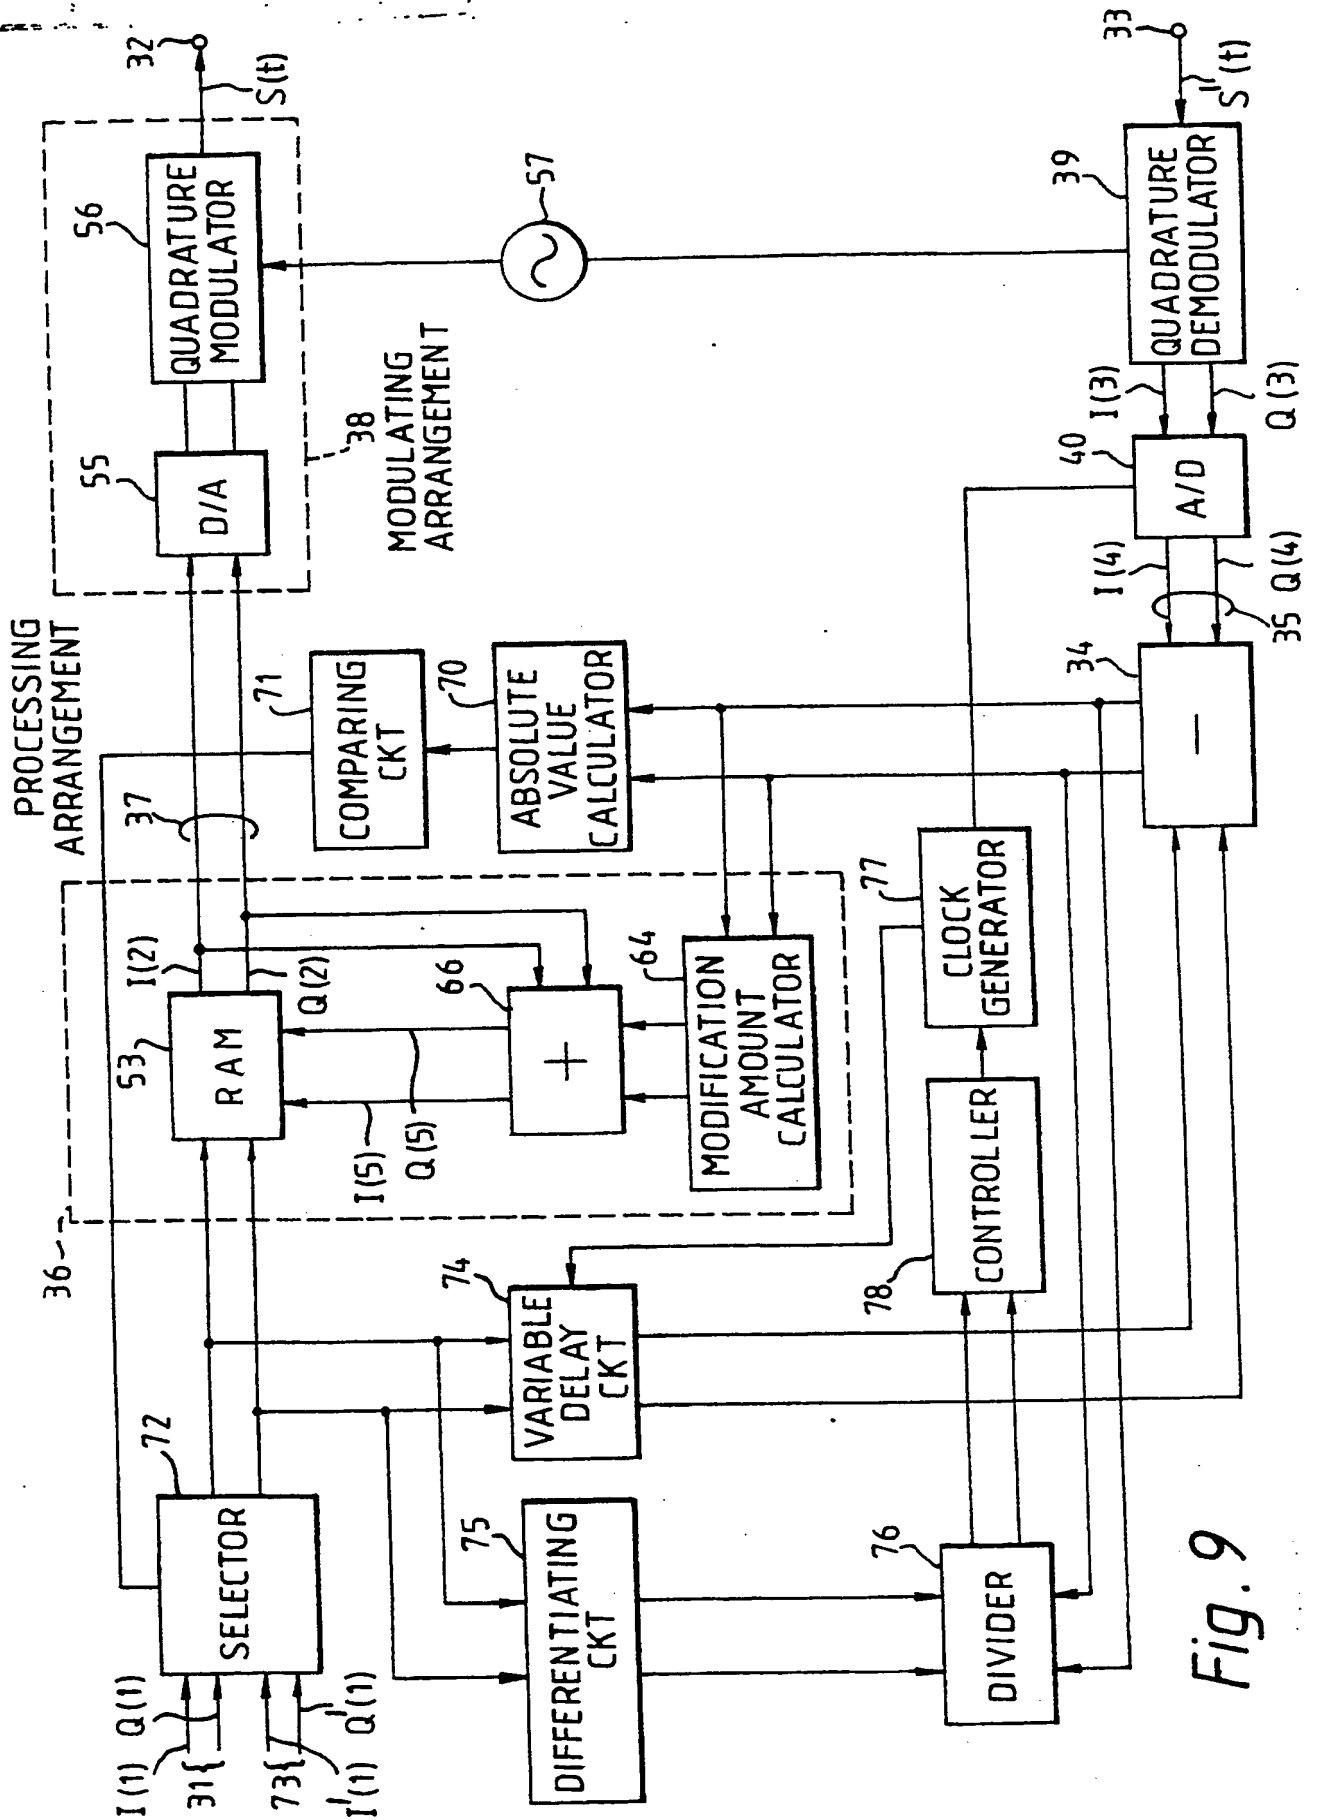 I(1) Q(1)
31{
73{
I'(1) Q'(1)
SELECTOR
72
36
53
RAM
I(2)
Q(2)
I(5)
Q(5)
66
+
64
MODIFICATION
AMOUNT
CALCULATOR
PROCESSING
ARRANGEMENT
37
71
COMPARING
CKT
70
ABSOLUTE
VALUE
CALCULATOR
55
D/A
56
QUADRATURE
MODULATOR
38
MODULATING
ARRANGEMENT
32
S(t)
57
75
DIFFERENTIATING
CKT
74
VARIABLE
DELAY
CKT
76
DIVIDER
78
CONTROLLER
77
CLOCK
GENERATOR
34
−
35
I(4)
Q(4)
40
A/D
I(3)
Q(3)
39
QUADRATURE
DEMODULATOR
33
S"(t)
Fig. 9